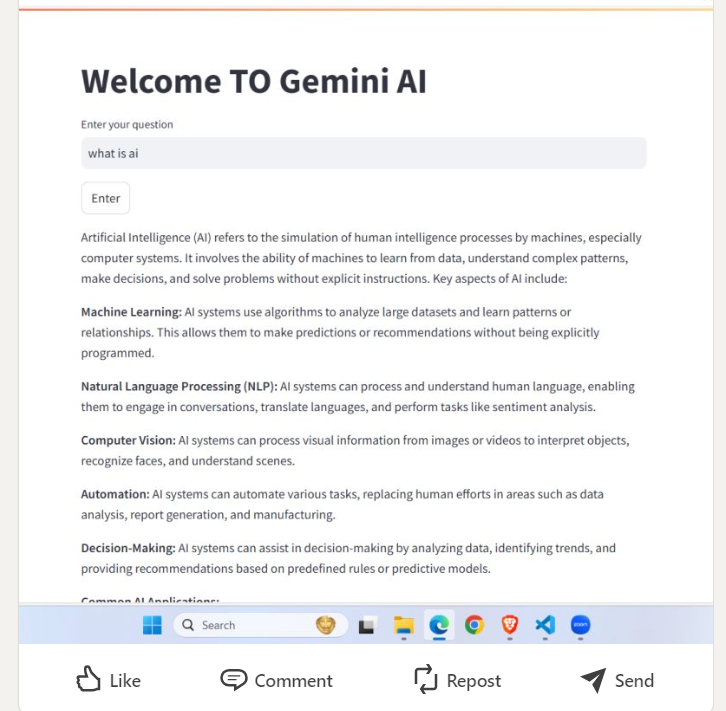 Welcome TO Gemini AI
Enter your question
what is ai
Enter
Artificial Intelligence (AI) refers to the simulation of human intelligence processes by machines, especially
computer systems. It involves the ability of machines to learn from data, understand complex patterns,
make decisions, and solve problems without explicit instructions. Key aspects of AI include:
Machine Learning: AI systems use algorithms to analyze large datasets and learn patterns or
relationships. This allows them to make predictions or recommendations without being explicitly
programmed.
Natural Language Processing (NLP): AI systems can process and understand human language, enabling
them to engage in conversations, translate languages, and perform tasks like sentiment analysis.
Computer Vision: AI systems can process visual information from images or videos to interpret objects,
recognize faces, and understand scenes.
Automation: AI systems can automate various tasks, replacing human efforts in areas such as data
analysis, report generation, and manufacturing.
Decision-Making: AI systems can assist in decision-making by analyzing data, identifying trends, and
providing recommendations based on predefined rules or predictive models.
Common AI Applications:
Search
zoom
Like Comment Repost Send